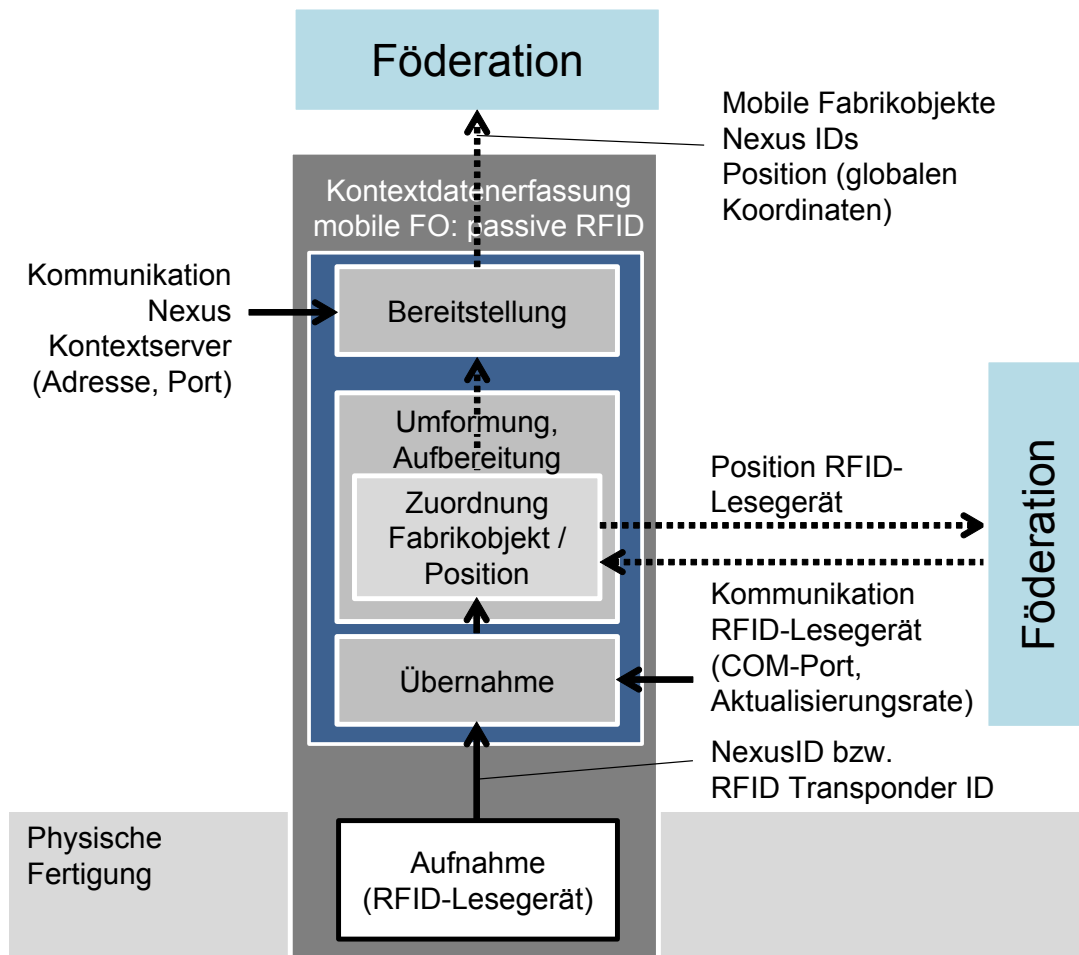 Föderation
Mobile Fabrikobjekte
Nexus IDs
Position (globalen
Koordinaten)
Kontextdatenerfassung
mobile FO: passive RFID
Kommunikation
Nexus
Kontextserver
(Adresse, Port)
Bereitstellung
Umformung,
Aufbereitung
Zuordnung
Fabrikobjekt /
Position
Position RFID-
Lesegerät
Föderation
Kommunikation
RFID-Lesegerät
(COM-Port,
Aktualisierungsrate)
Übernahme
NexusID bzw.
RFID Transponder ID
Physische
Fertigung
Aufnahme
(RFID-Lesegerät)